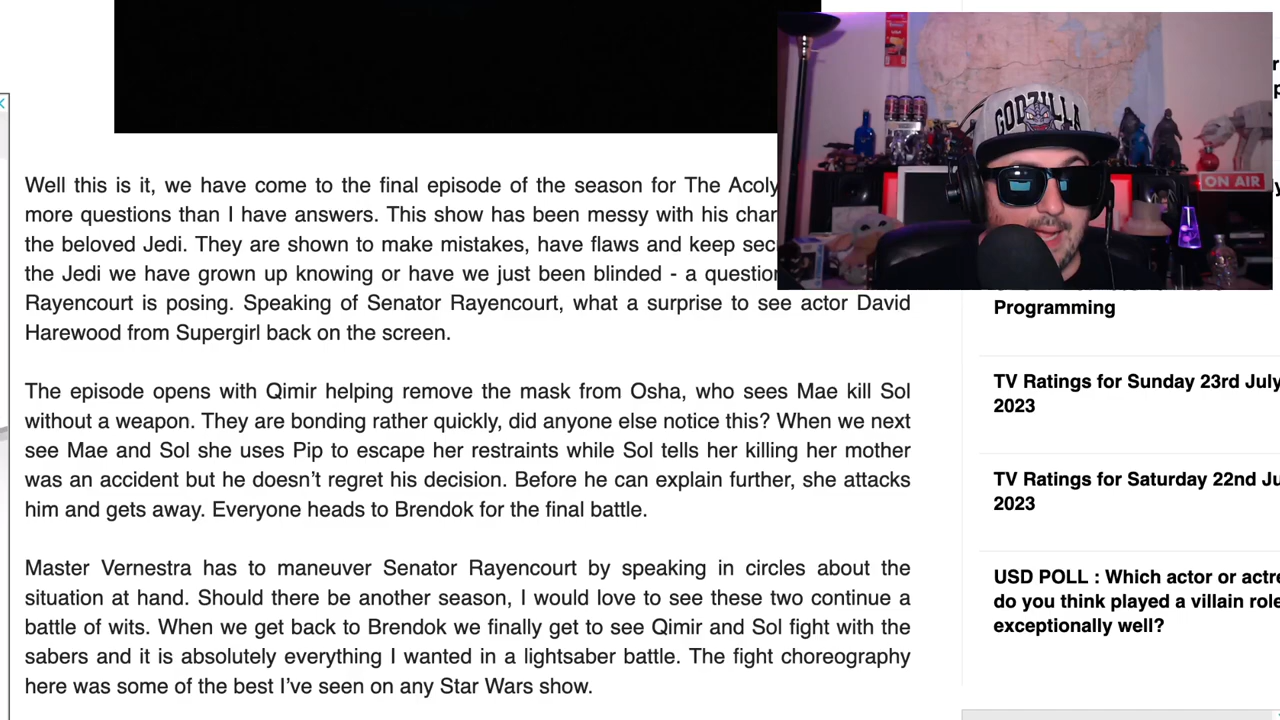 Well this is it, we have come to the final episode of the season for The Acoly
more questions than I have answers. This show has been messy with his char
the beloved Jedi. They are shown to make mistakes, have flaws and keep sec
the Jedi we have grown up knowing or have we just been blinded - a question
Rayencourt is posing. Speaking of Senator Rayencourt, what a surprise to see actor David
Harewood from Supergirl back on the screen.
The episode opens with Qimir helping remove the mask from Osha, who sees Mae kill Sol
without a weapon. They are bonding rather quickly, did anyone else notice this? When we next
see Mae and Sol she uses Pip to escape her restraints while Sol tells her killing her mother
was an accident but he doesn’t regret his decision. Before he can explain further, she attacks
him and gets away. Everyone heads to Brendok for the final battle.
Master Vernestra has to maneuver Senator Rayencourt by speaking in circles about the
situation at hand. Should there be another season, I would love to see these two continue a
battle of wits. When we get back to Brendok we finally get to see Qimir and Sol fight with the
sabers and it is absolutely everything I wanted in a lightsaber battle. The fight choreography
here was some of the best I’ve seen on any Star Wars show.
GODZILLA
ON AIR
Programming
TV Ratings for Sunday 23rd July
2023
TV Ratings for Saturday 22nd Ju
2023
USD POLL : Which actor or actre
do you think played a villain role
exceptionally well?